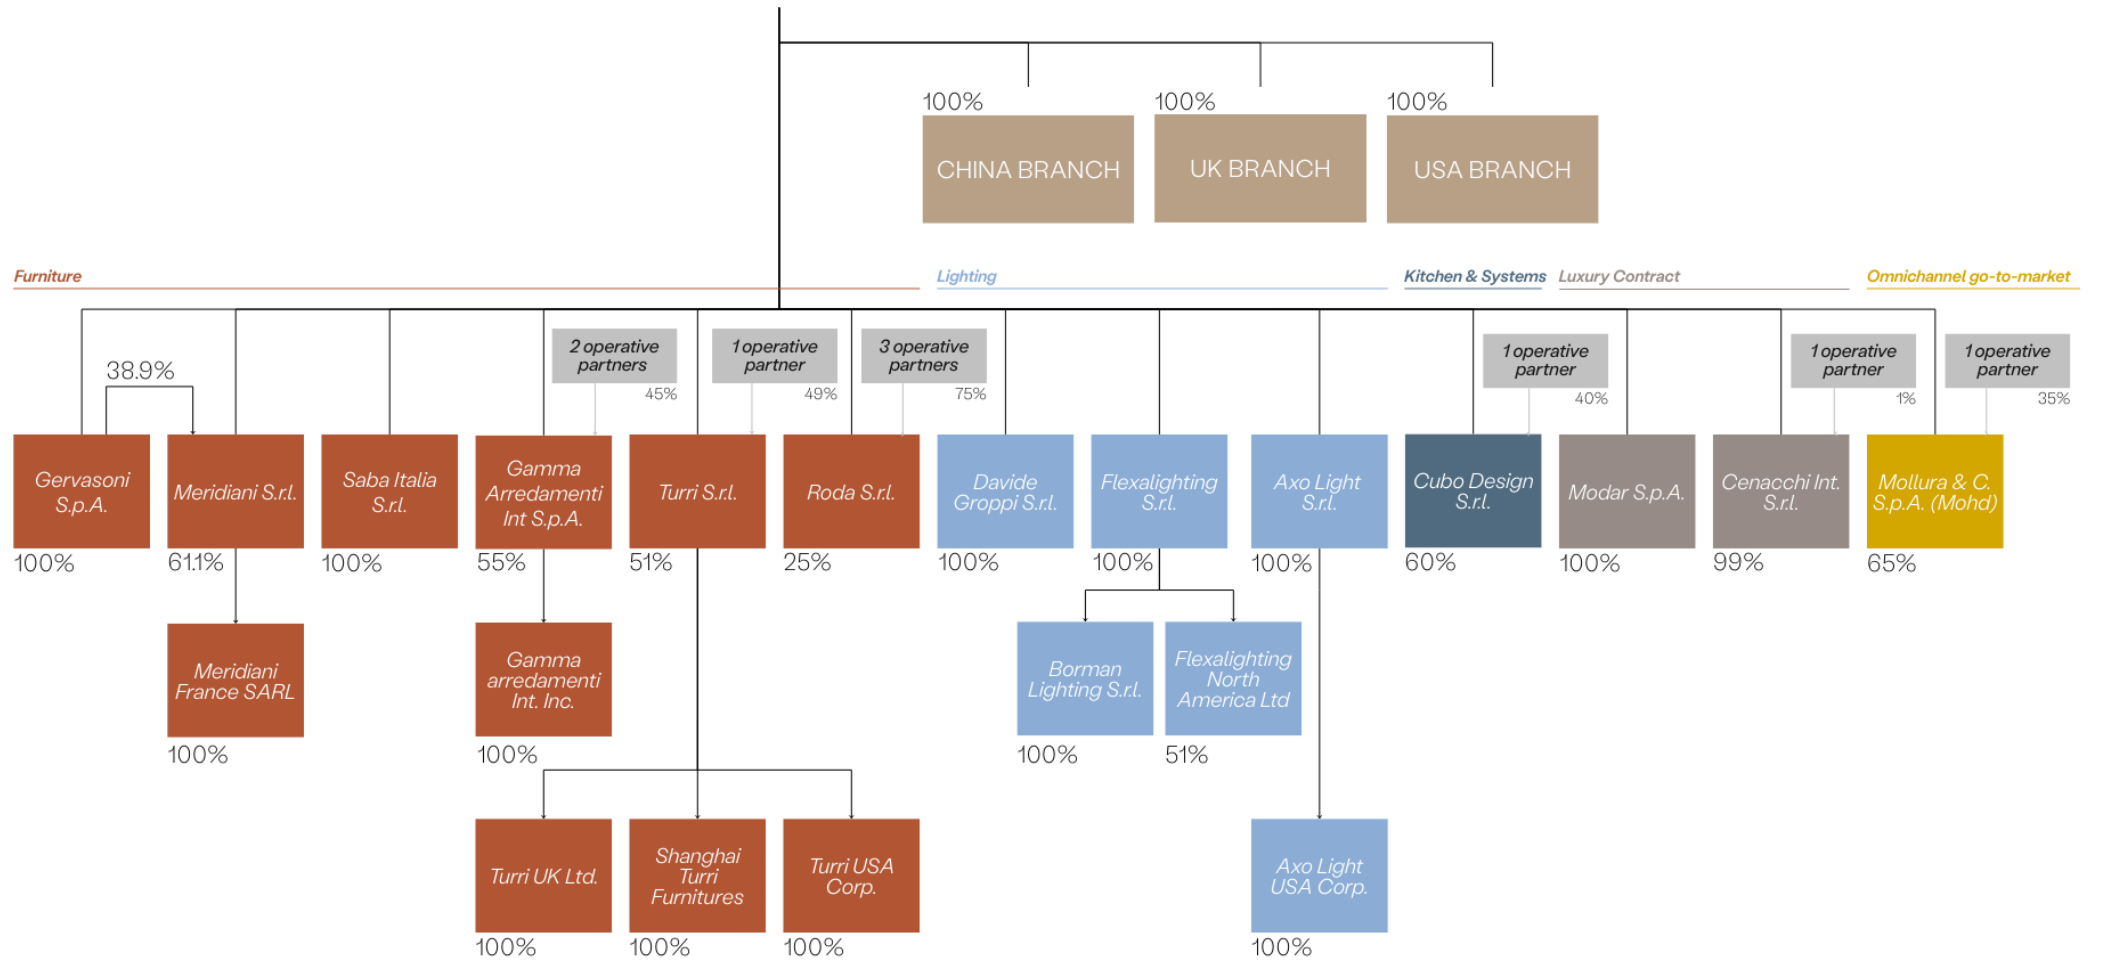 100%
100%
100%
CHINA BRANCH
UK BRANCH
USA BRANCH
Furniture
Lighting
Kitchen & Systems
Luxury Contract
Omnichannel go-to-market
38.9%
2 operative
partners
45%
1 operative
partner
49%
3 operative
partners
75%
1 operative
partner
40%
1 operative
partner
1%
1 operative
partner
35%
Gervasoni
S.p.A.
100%
Meridiani S.r.l.
61.1%
Saba Italia
S.r.l.
100%
Gamma
Arredamenti
Int S.p.A.
55%
Turri S.r.l.
51%
Roda S.r.l.
25%
Davide
Groppi S.r.l.
100%
Flexalighting
S.r.l.
100%
Axo Light
S.r.l.
100%
Cubo Design
S.r.l.
60%
Modar S.p.A.
100%
Cenacchi Int.
S.r.l.
99%
Mollura & C.
S.p.A. (Mohd)
65%
Meridiani
France SARL
100%
Gamma
arredamenti
Int. Inc.
100%
Borman
Lighting S.r.l.
100%
Flexalighting
North
America Ltd
51%
Turri UK Ltd.
100%
Shanghai
Turri
Furnitures
100%
Turri USA
Corp.
100%
Axo Light
USA Corp.
100%